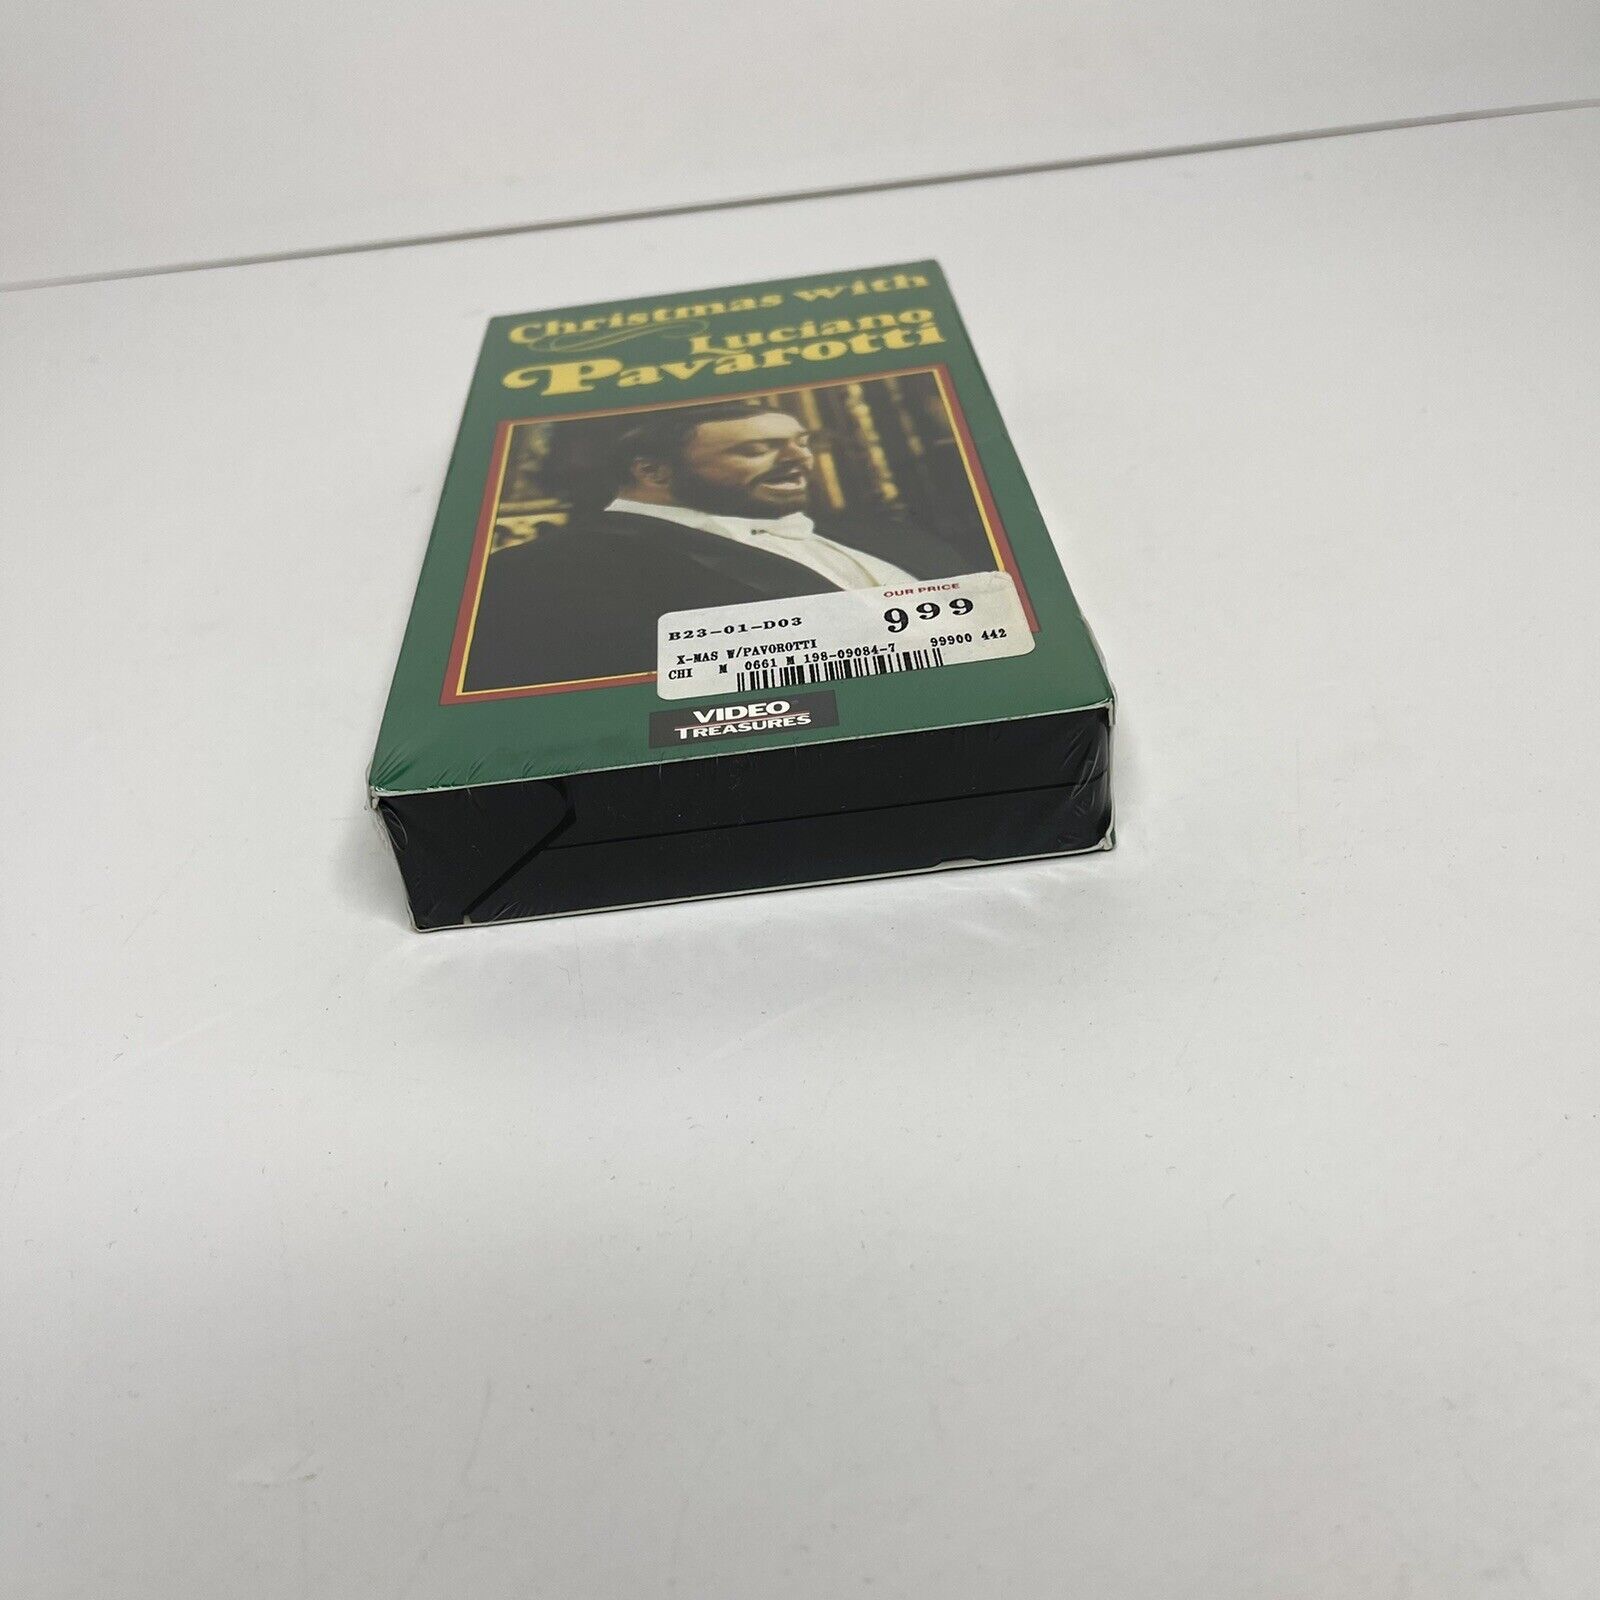 Christmas with
Luciano
Pavarotti
OUR PRICE
B23-01-D03
999
X-MAS W/PAVOROTTI
99900 442
CHI M 0661 M 198-09084-7
VIDEO
TREASURES